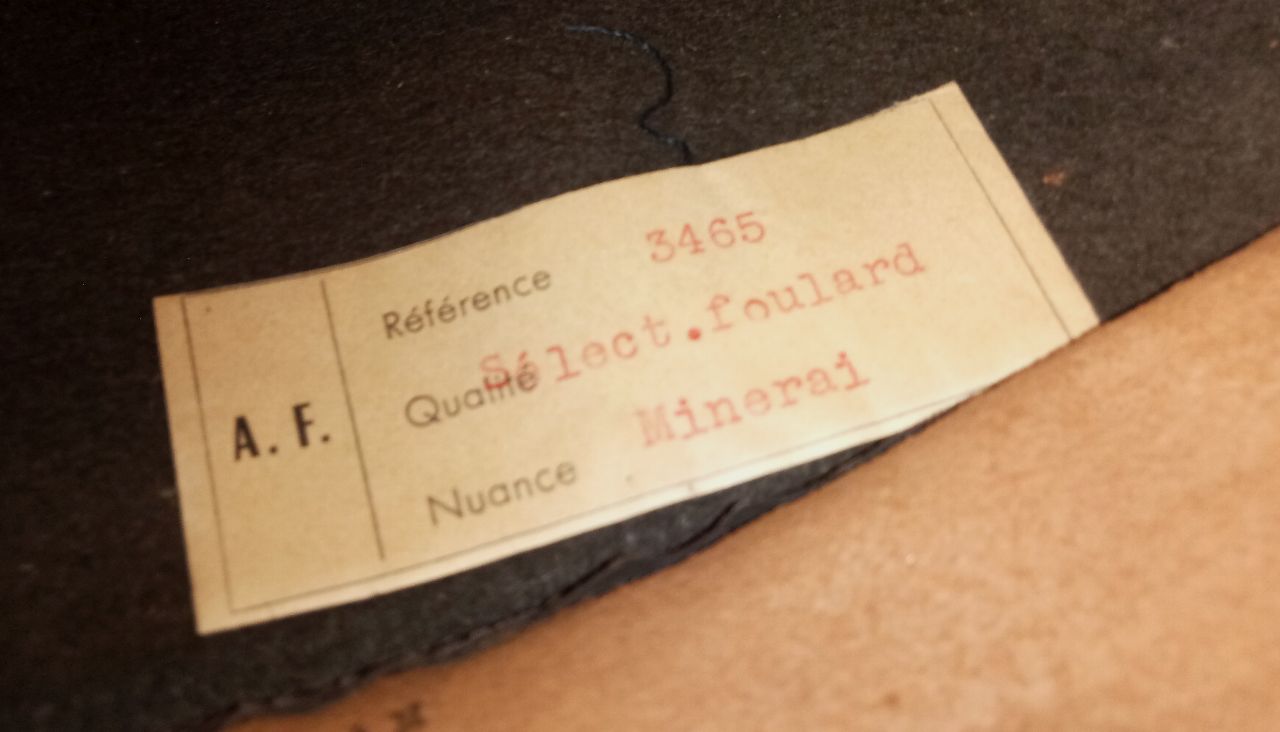 A. F.
Référence 3465
Qualité Sélect.foulard
Nuance Minerai